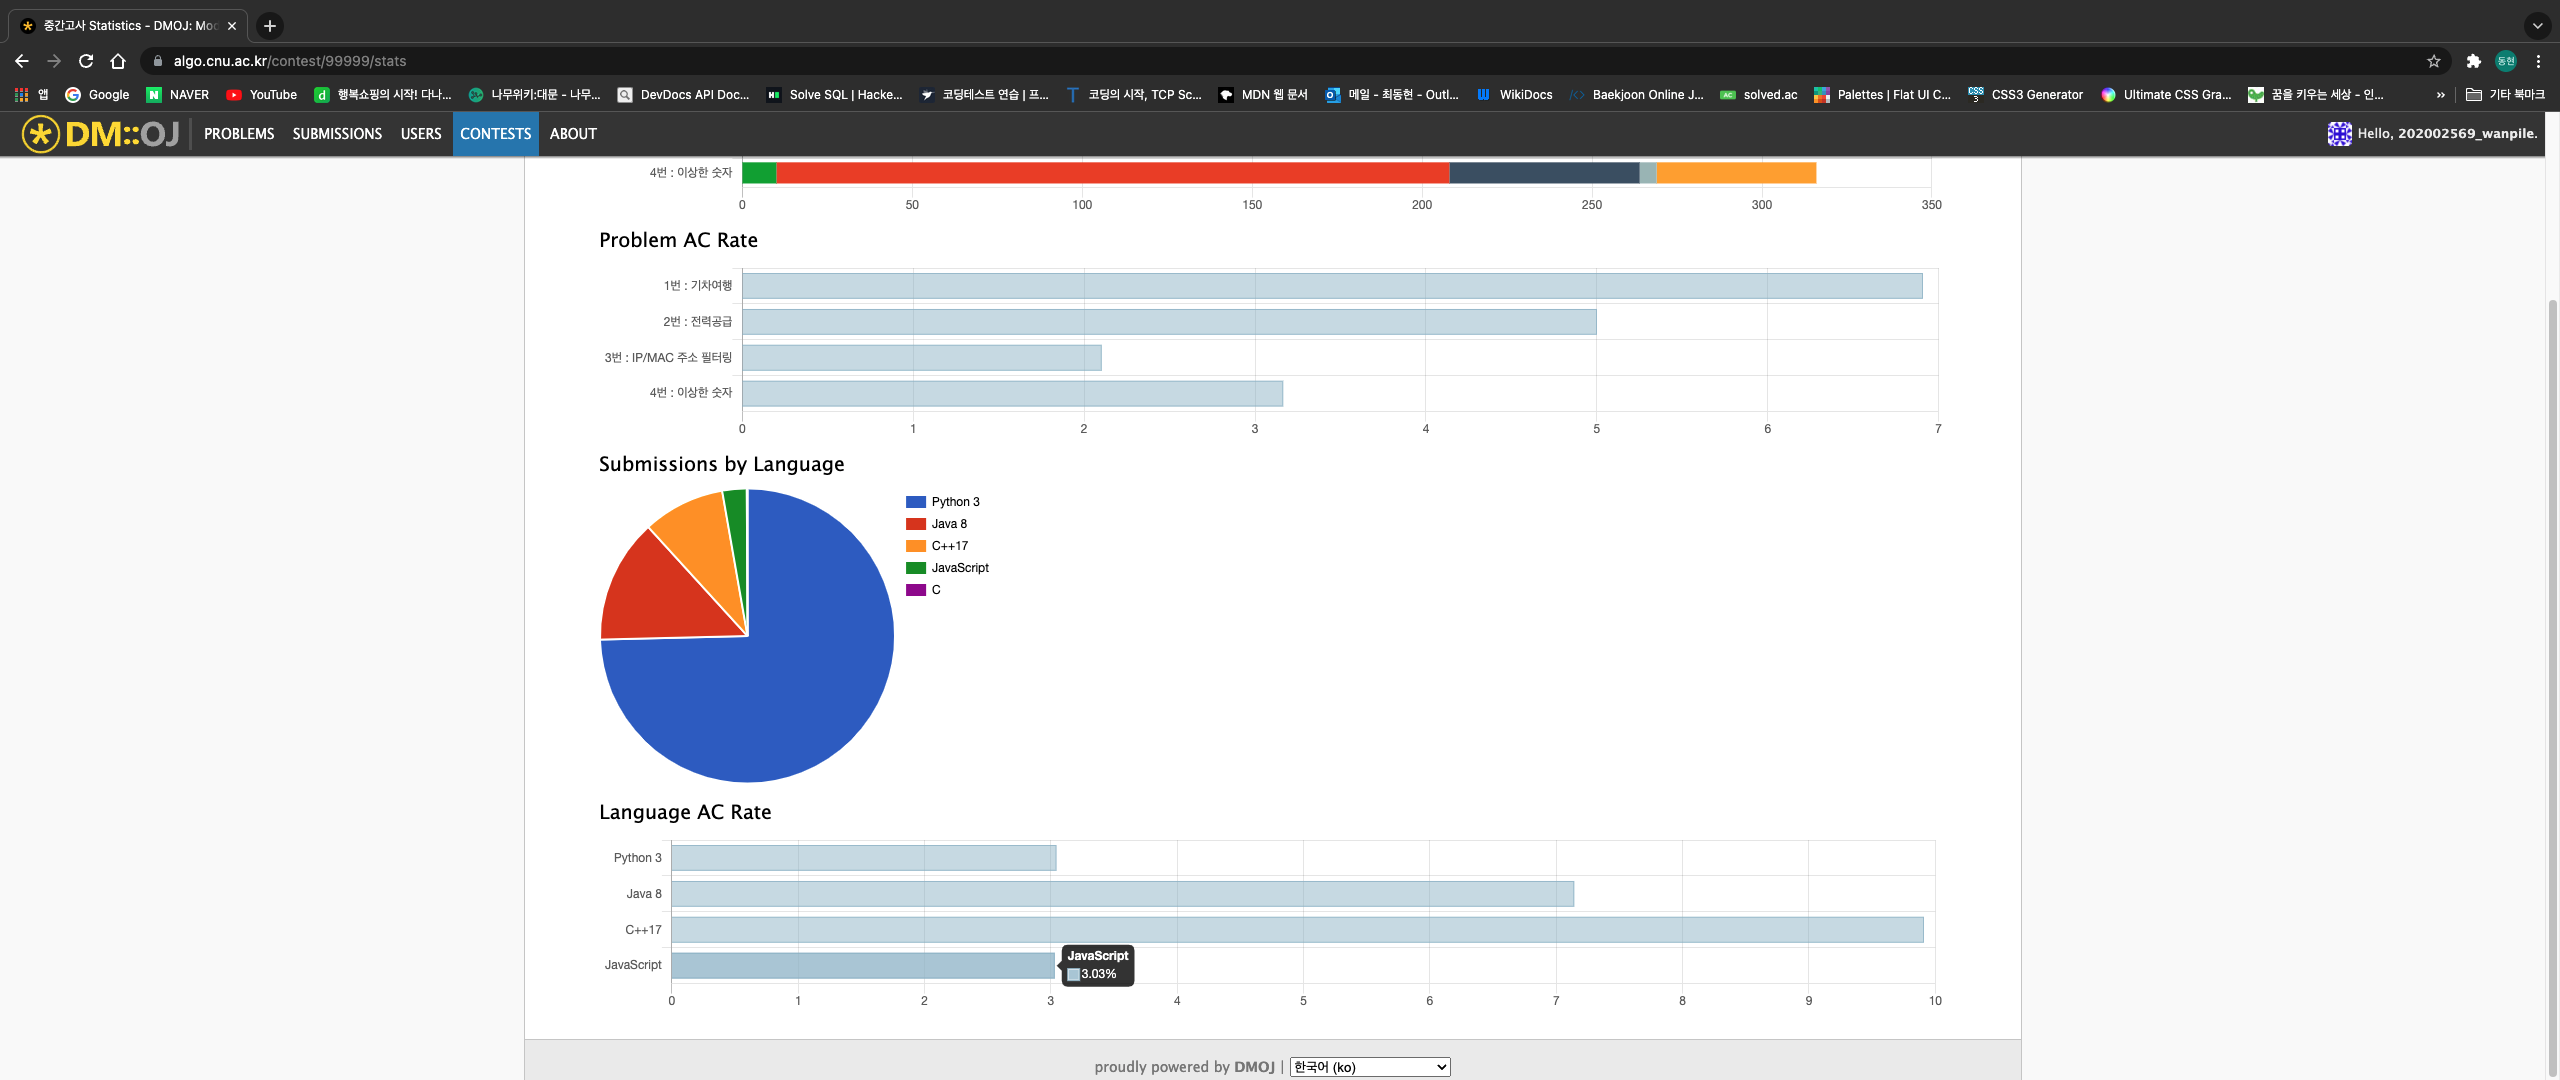 중간고사 Statistics - DMOJ: Moc
algo.cnu.ac.kr/contest/99999/stats
앱 Google NAVER YouTube 행복쇼핑의 시작! 다나... 나무위키:대문 - 나무... DevDocs API Doc... Solve SQL | Hacke... 코딩테스트 연습 | 프... 코딩의 시작, TCP Sc... MDN 웹 문서 메일 - 최동현 - Outl... WikiDocs Baekjoon Online J... solved.ac Palettes | Flat UI C... CSS3 Generator Ultimate CSS Gra... 꿈을 키우는 세상 - 인... » 기타 북마크
DM::OJ PROBLEMS SUBMISSIONS USERS CONTESTS ABOUT Hello, 202002569_wanpile.
4번 : 이상한 숫자
0 50 100 150 200 250 300 350
Problem AC Rate
1번 : 기차여행
2번 : 전력공급
3번 : IP/MAC 주소 필터링
4번 : 이상한 숫자
0 1 2 3 4 5 6 7
Submissions by Language
Python 3
Java 8
C++17
JavaScript
C
Language AC Rate
Python 3
Java 8
C++17
JavaScript
JavaScript
3.03%
0 1 2 3 4 5 6 7 8 9 10
proudly powered by DMOJ | 한국어 (ko)